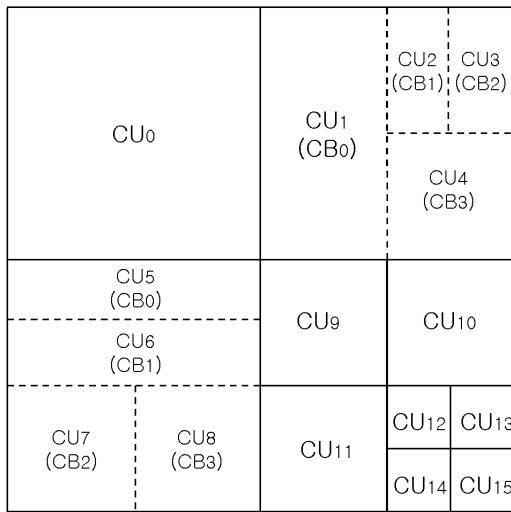 CU0
CU1
(CB0)
CU2
(CB1)
CU3
(CB2)
CU4
(CB3)
CU5
(CB0)
CU6
(CB1)
CU7
(CB2)
CU8
(CB3)
CU9
CU10
CU11
CU12
CU13
CU14
CU15